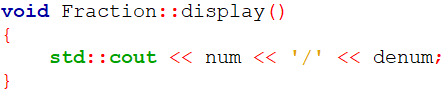 void Fraction::display()
{
    std::cout << num << '/' << denum;
}